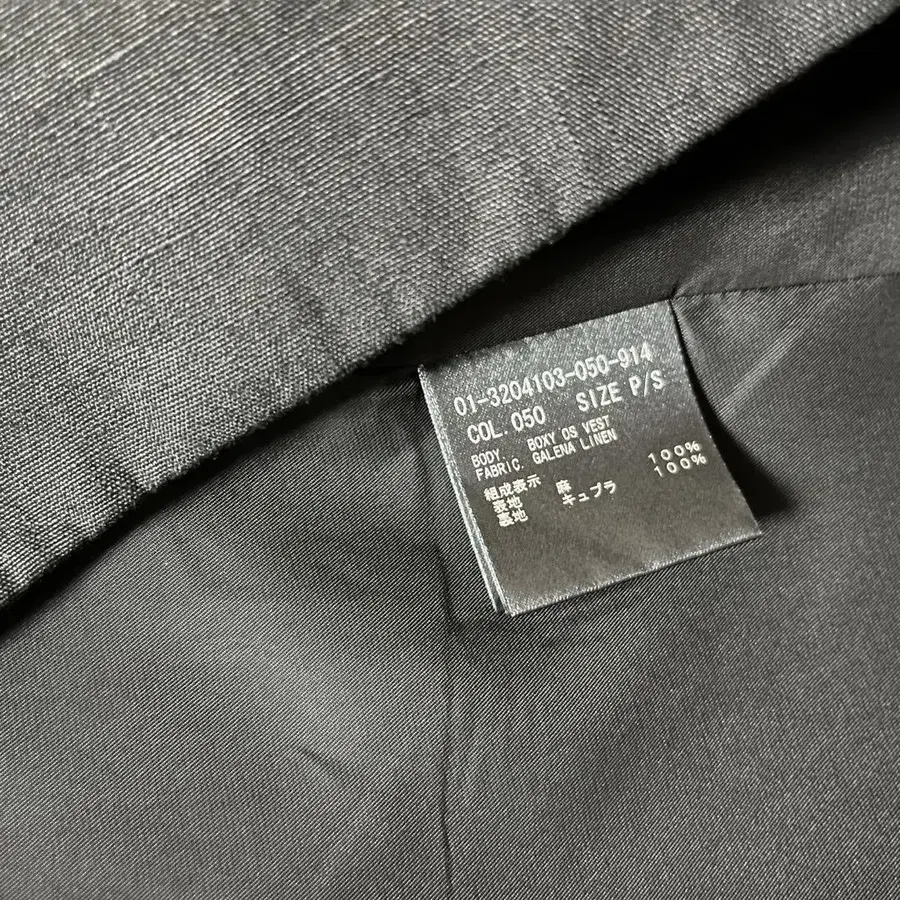 01-3204103-050-914
COL. 050 SIZE P/S
BODY. BOXY OS VEST
FABRIC. GALENA LINEN
組成表示
表地 麻 100%
裏地 キュプラ 100%